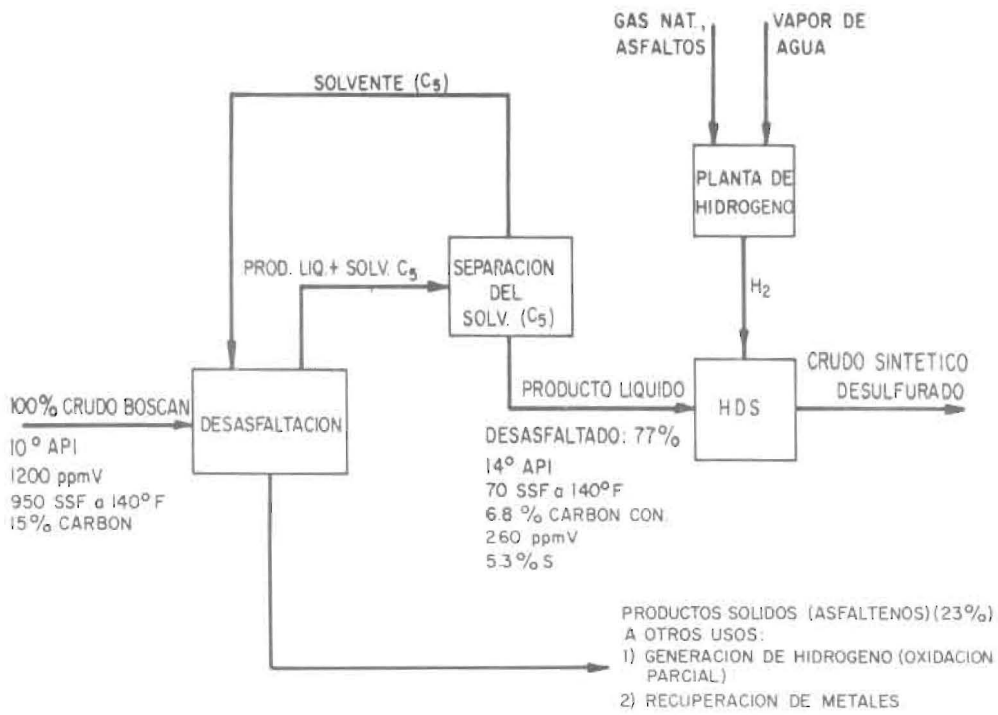 GAS NAT.,
ASFALTOS
VAPOR DE
AGUA
SOLVENTE (C5)
PLANTA DE
HIDROGENO
PROD. LIQ.+ SOLV. C5
SEPARACION
DEL
SOLV. (C5)
H2
100% CRUDO BOSCAN
10° API
1200 ppmV
950 SSF a 140°F
15% CARBON
DESASFALTACION
PRODUCTO LIQUIDO
DESASFALTADO: 77%
14° API
70 SSF a 140°F
6.8 % CARBON CON.
260 ppmV
5.3% S
HDS
CRUDO SINTETICO
DESULFURADO
PRODUCTOS SOLIDOS (ASFALTENOS) (23%)
A OTROS USOS:
1) GENERACION DE HIDROGENO (OXIDACION
PARCIAL)
2) RECUPERACION DE METALES